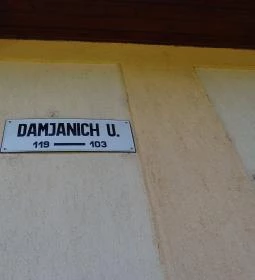 DAMJANICH U.
119 — 103